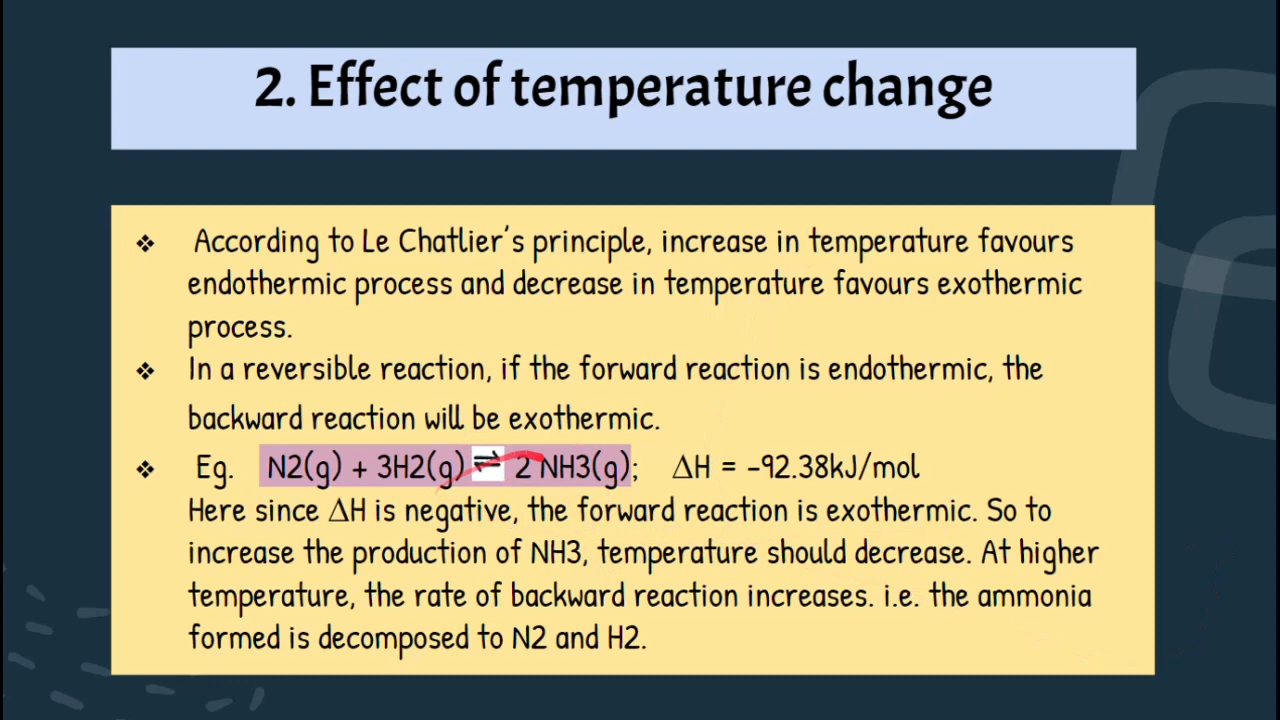 2. Effect of temperature change
❖ According to Le Chatlier's principle, increase in temperature favours
endothermic process and decrease in temperature favours exothermic
process.
❖ In a reversible reaction, if the forward reaction is endothermic, the
backward reaction will be exothermic.
❖ Eg. N2(g) + 3H2(g) ⇌ 2 NH3(g); ΔH = -92.38kJ/mol
Here since ΔH is negative, the forward reaction is exothermic. So to
increase the production of NH3, temperature should decrease. At higher
temperature, the rate of backward reaction increases. i.e. the ammonia
formed is decomposed to N2 and H2.